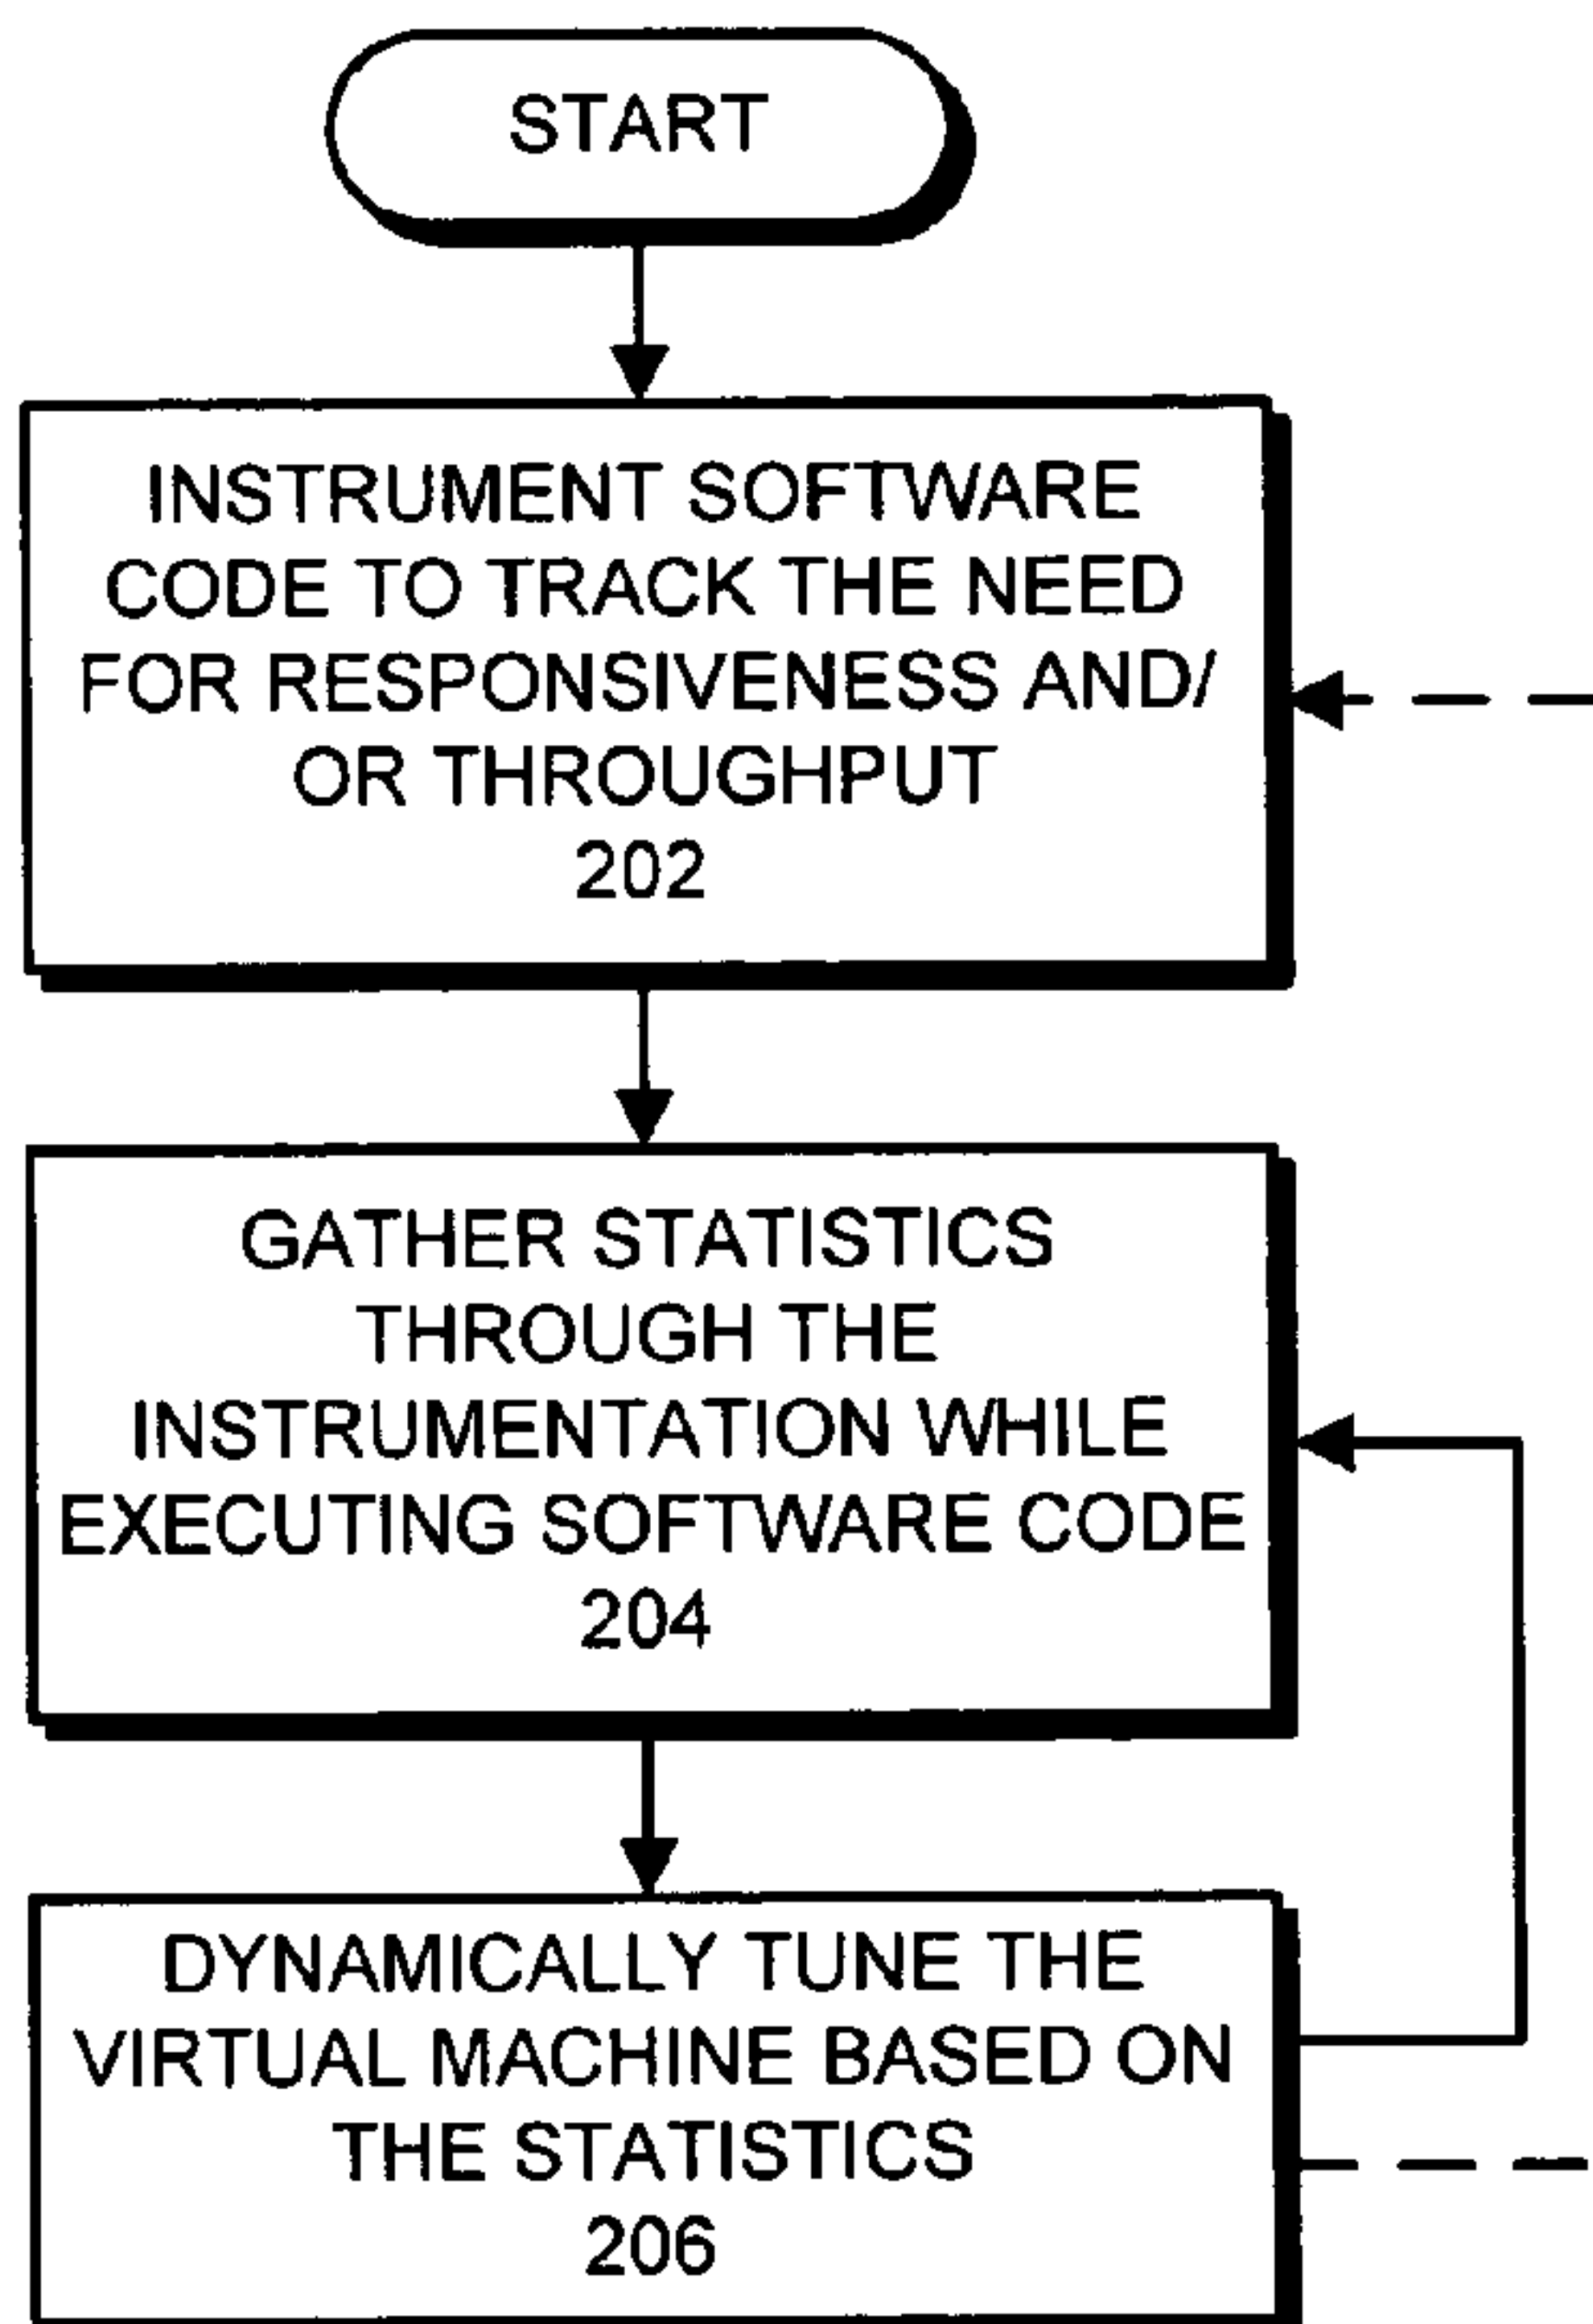 START
INSTRUMENT SOFTWARE
CODE TO TRACK THE NEED
FOR RESPONSIVENESS AND/
OR THROUGHPUT
202
GATHER STATISTICS
THROUGH THE
INSTRUMENTATION WHILE
EXECUTING SOFTWARE CODE
204
DYNAMICALLY TUNE THE
VIRTUAL MACHINE BASED ON
THE STATISTICS
206